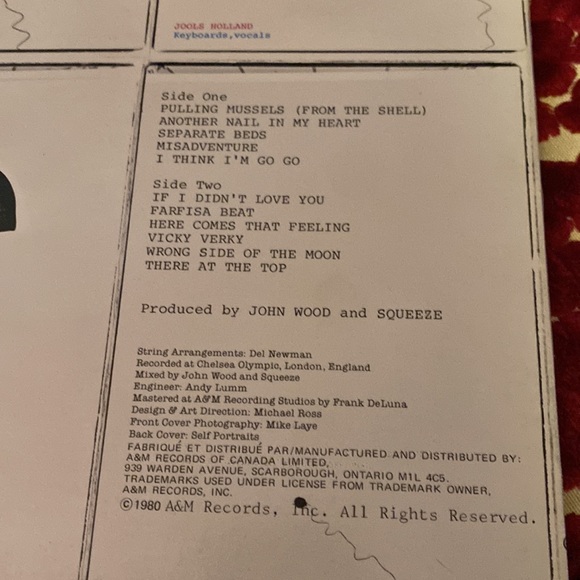 JOOLS HOLLAND
Keyboards,vocals
Side One
PULLING MUSSELS (FROM THE SHELL)
ANOTHER NAIL IN MY HEART
SEPARATE BEDS
MISADVENTURE
I THINK I'M GO GO
Side Two
IF I DIDN'T LOVE YOU
FARFISA BEAT
HERE COMES THAT FEELING
VICKY VERKY
WRONG SIDE OF THE MOON
THERE AT THE TOP
Produced by JOHN WOOD and SQUEEZE
String Arrangements: Del Newman
Recorded at Chelsea Olympic, London, England
Mixed by John Wood and Squeeze
Engineer: Andy Lumm
Mastered at A&M Recording Studios by Frank DeLuna
Design & Art Direction: Michael Ross
Front Cover Photography: Mike Laye
Back Cover: Self Portraits
FABRIQUÉ ET DISTRIBUÉ PAR/MANUFACTURED AND DISTRIBUTED BY:
A&M RECORDS OF CANADA LIMITED,
939 WARDEN AVENUE, SCARBOROUGH, ONTARIO M1L 4C5.
TRADEMARKS USED UNDER LICENSE FROM TRADEMARK OWNER,
A&M RECORDS, INC.
©1980 A&M Records, Inc. All Rights Reserved.